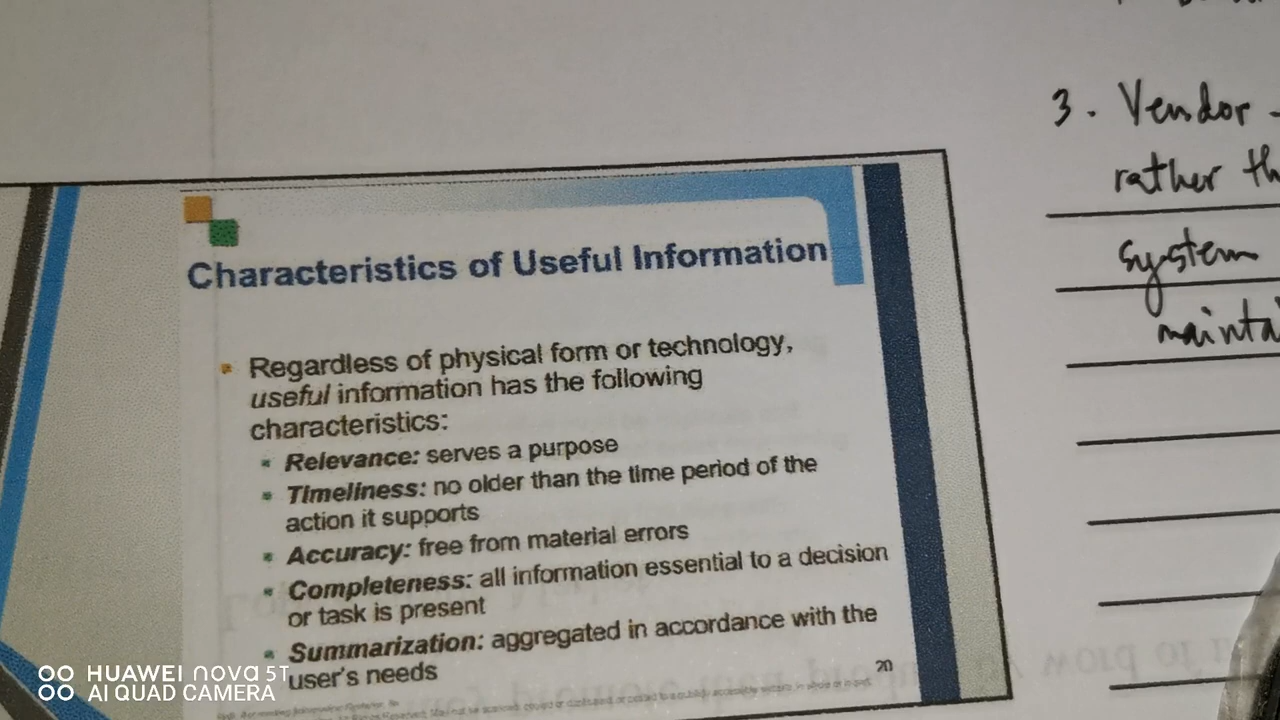 3. Vendor -
rather th
system
mainta
Characteristics of Useful Information
Regardless of physical form or technology,
useful information has the following
characteristics:
Relevance: serves a purpose
Timeliness: no older than the time period of the
action it supports
Accuracy: free from material errors
Completeness: all information essential to a decision
or task is present
Summarization: aggregated in accordance with the
user's needs
20
HUAWEI nova 5T
AI QUAD CAMERA